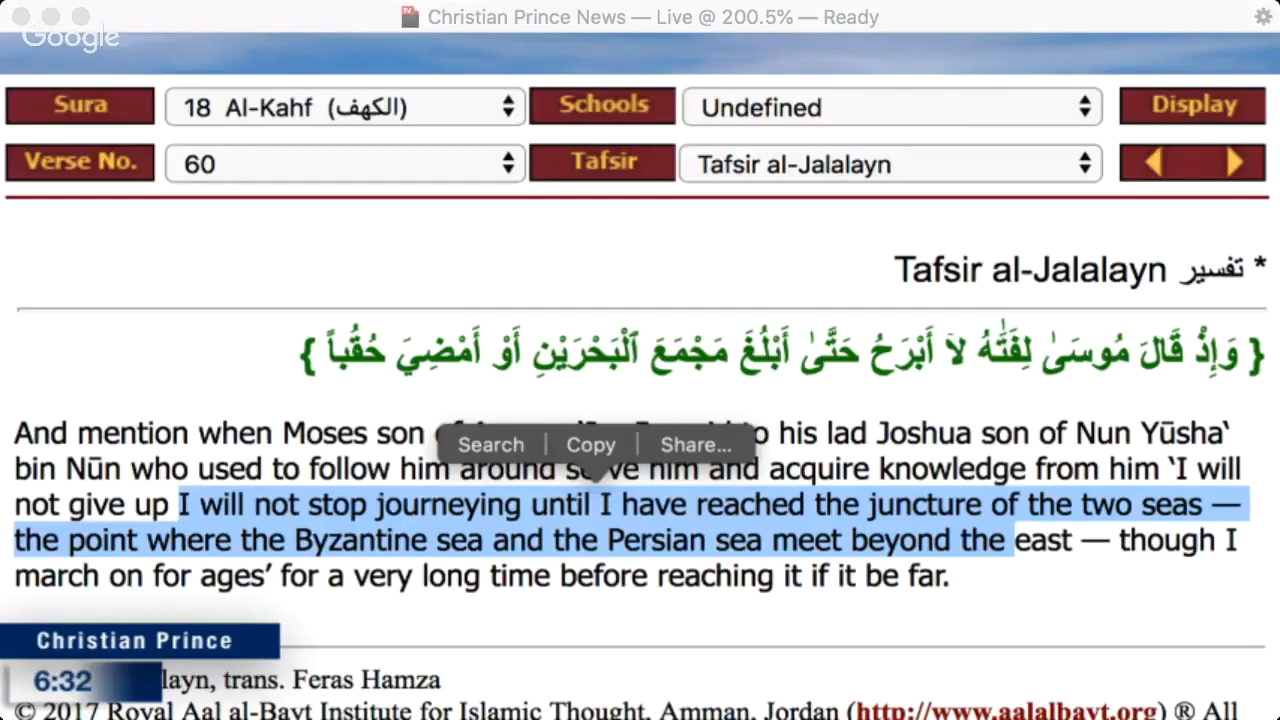 Christian Prince News — Live @ 200.5% — Ready
Google
Sura 18 Al-Kahf (الكهف) Schools Undefined Display
Verse No. 60 Tafsir Tafsir al-Jalalayn
* تفسير Tafsir al-Jalalayn
{ وَإِذْ قَالَ مُوسَىٰ لِفَتَٰهُ لاۤ أَبْرَحُ حَتَّىٰ أَبْلُغَ مَجْمَعَ ٱلْبَحْرَيْنِ أَوْ أَمْضِيَ حُقُباً }
And mention when Moses son to his lad Joshua son of Nun Yūsha‘
Search Copy Share...
bin Nūn who used to follow him around serve him and acquire knowledge from him ‘I will
not give up I will not stop journeying until I have reached the juncture of the two seas —
the point where the Byzantine sea and the Persian sea meet beyond the east — though I
march on for ages’ for a very long time before reaching it if it be far.
Christian Prince
6:32
layn, trans. Feras Hamza
© 2017 Royal Aal al-Bayt Institute for Islamic Thought, Amman, Jordan (http://www.aalalbayt.org) ® All